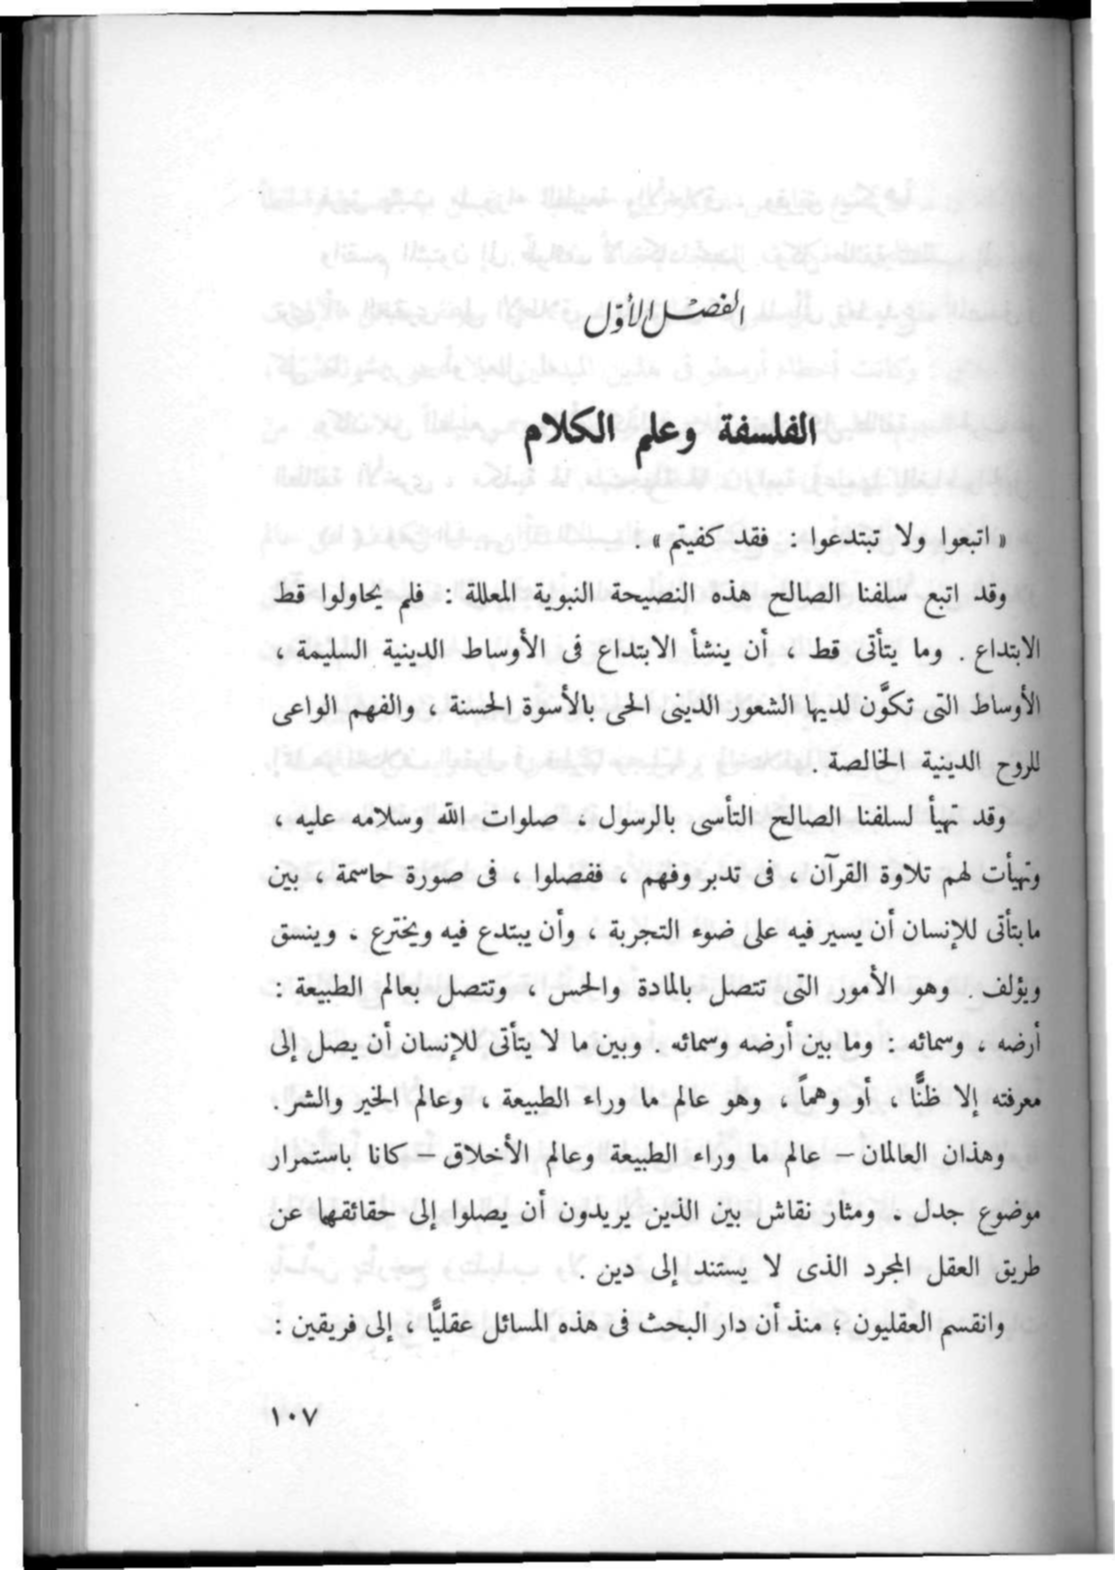 الفصل الأوّل
الفلسفة وعلم الكلام
« اتبعوا ولا تبتدعوا : فقد كفيتم » .
وقد اتبع سلفنا الصالح هذه النصيحة النبوية المعللة : فلم يحاولوا قط
الابتداع . وما يتأتى قط ، أن ينشأ الابتداع فى الأوساط الدينية السليمة ،
الأوساط التى تكوَّن لديها الشعور الدينى الحى بالأسوة الحسنة ، والفهم الواعى
للروح الدينية الخالصة .
وقد تهيأ لسلفنا الصالح التأسى بالرسول ، صلوات الله وسلامه عليه ،
وتهيأت لهم تلاوة القرآن ، فى تدبر وفهم ، ففصلوا ، فى صورة حاسمة ، بين
مايتأتى للإنسان أن يسير فيه على ضوء التجربة ، وأن يبتدع فيه ويخترع ، وينسق
ويؤلف . وهو الأمور التى تتصل بالمادة والحس ، وتتصل بعالم الطبيعة :
أرضه ، وسمائه : وما بين أرضه وسمائه . وبين ما لا يتأتى للإنسان أن يصل إلى
معرفته إلا ظنًّا ، أو وهماً ، وهو عالم ما وراء الطبيعة ، وعالم الخير والشر .
وهذان العالمان – عالم ما وراء الطبيعة وعالم الأخلاق – كانا باستمرار
موضوع جدل . ومثار نقاش بين الذين يريدون أن يصلوا إلى حقائقهما عن
طريق العقل المجرد الذى لا يستند إلى دين .
وانقسم العقليون ؛ منذ أن دار البحث فى هذه المسائل عقليًّا ، إلى فريقين :
١٠٧